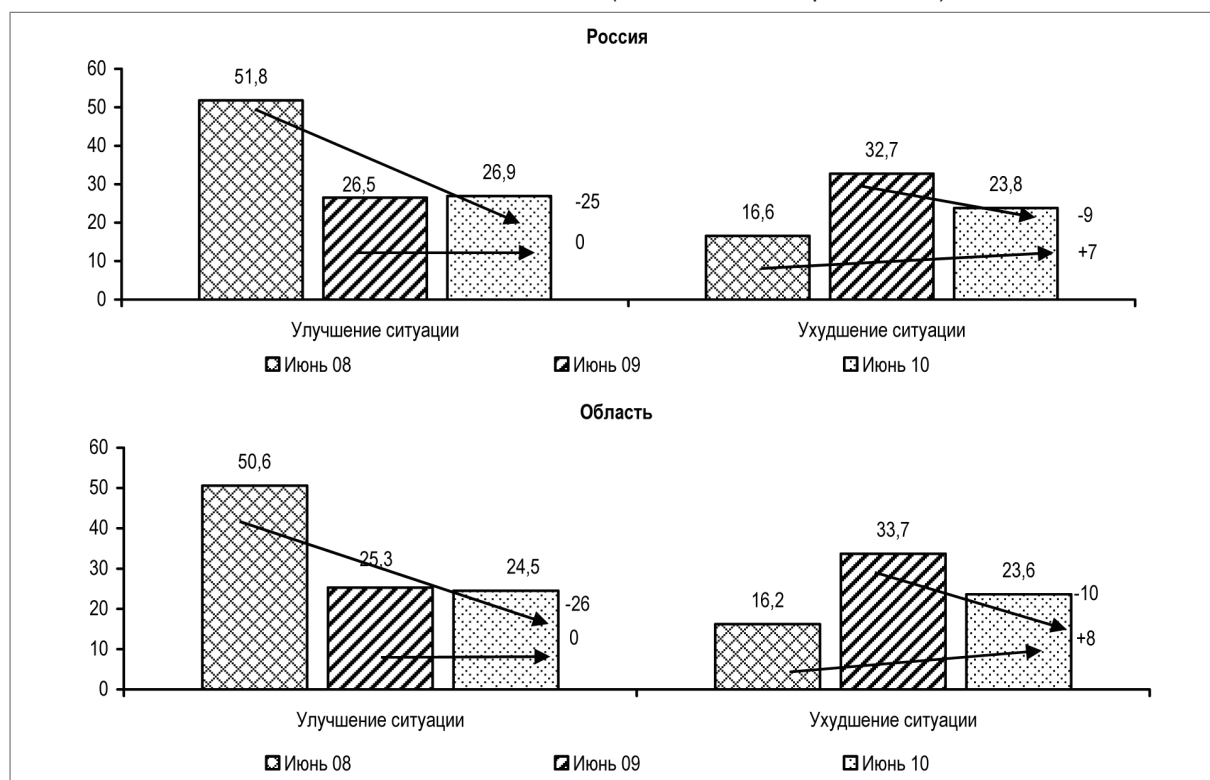 Россия
60
50
40
30
20
10
0
51,8
26,5
26,9
-25
0
16,6
32,7
23,8
-9
+7
Улучшение ситуации
Ухудшение ситуации
Июнь 08
Июнь 09
Июнь 10
Область
60
50
40
30
20
10
0
50,6
25,3
24,5
-26
0
16,2
33,7
23,6
-10
+8
Улучшение ситуации
Ухудшение ситуации
Июнь 08
Июнь 09
Июнь 10